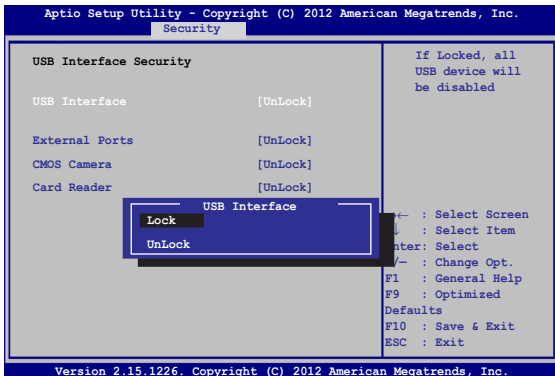 Aptio Setup Utility - Copyright (C) 2012 American Megatrends, Inc.
Security
USB Interface Security
USB Interface [UnLock]
External Ports [UnLock]
CMOS Camera [UnLock]
Card Reader [UnLock]
USB Interface
Lock
UnLock
If Locked, all
USB device will
be disabled
← : Select Screen
↓ : Select Item
nter: Select
/— : Change Opt.
F1 : General Help
F9 : Optimized
Defaults
F10 : Save & Exit
ESC : Exit
Version 2.15.1226. Copyright (C) 2012 American Megatrends, Inc.